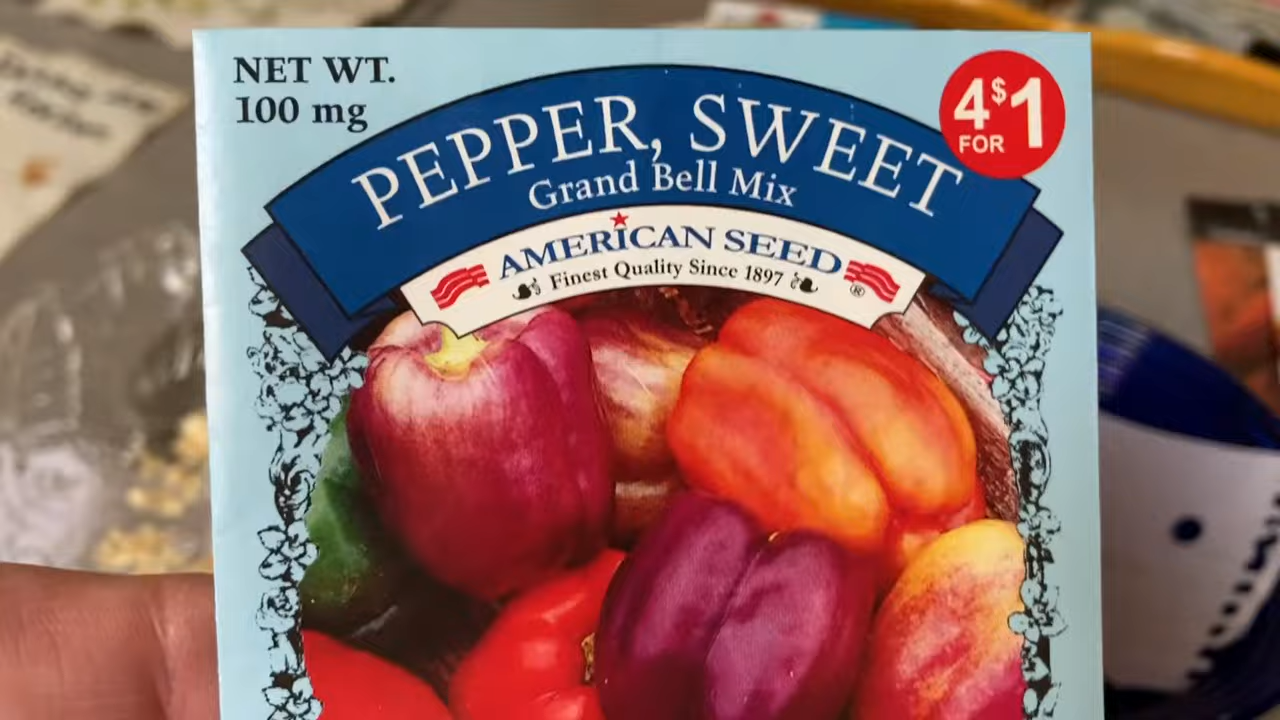 NET WT.
100 mg
PEPPER, SWEET
Grand Bell Mix
AMERICAN SEED
®
Finest Quality Since 1897
4 FOR $1